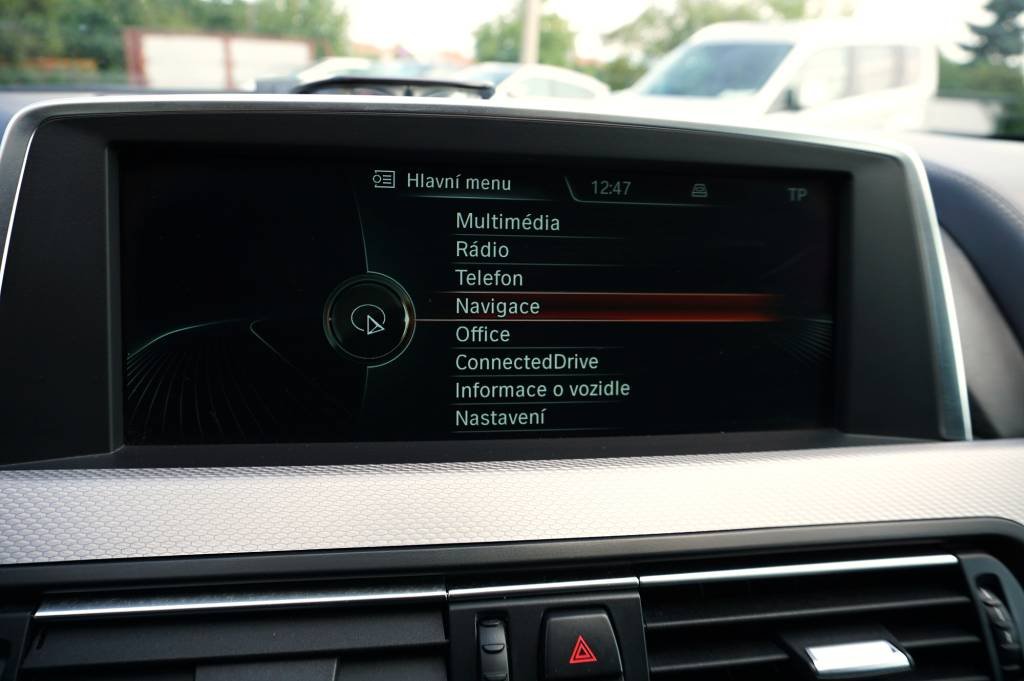 Hlavní menu 12:47 TP
Multimédia
Rádio
Telefon
Navigace
Office
ConnectedDrive
Informace o vozidle
Nastavení